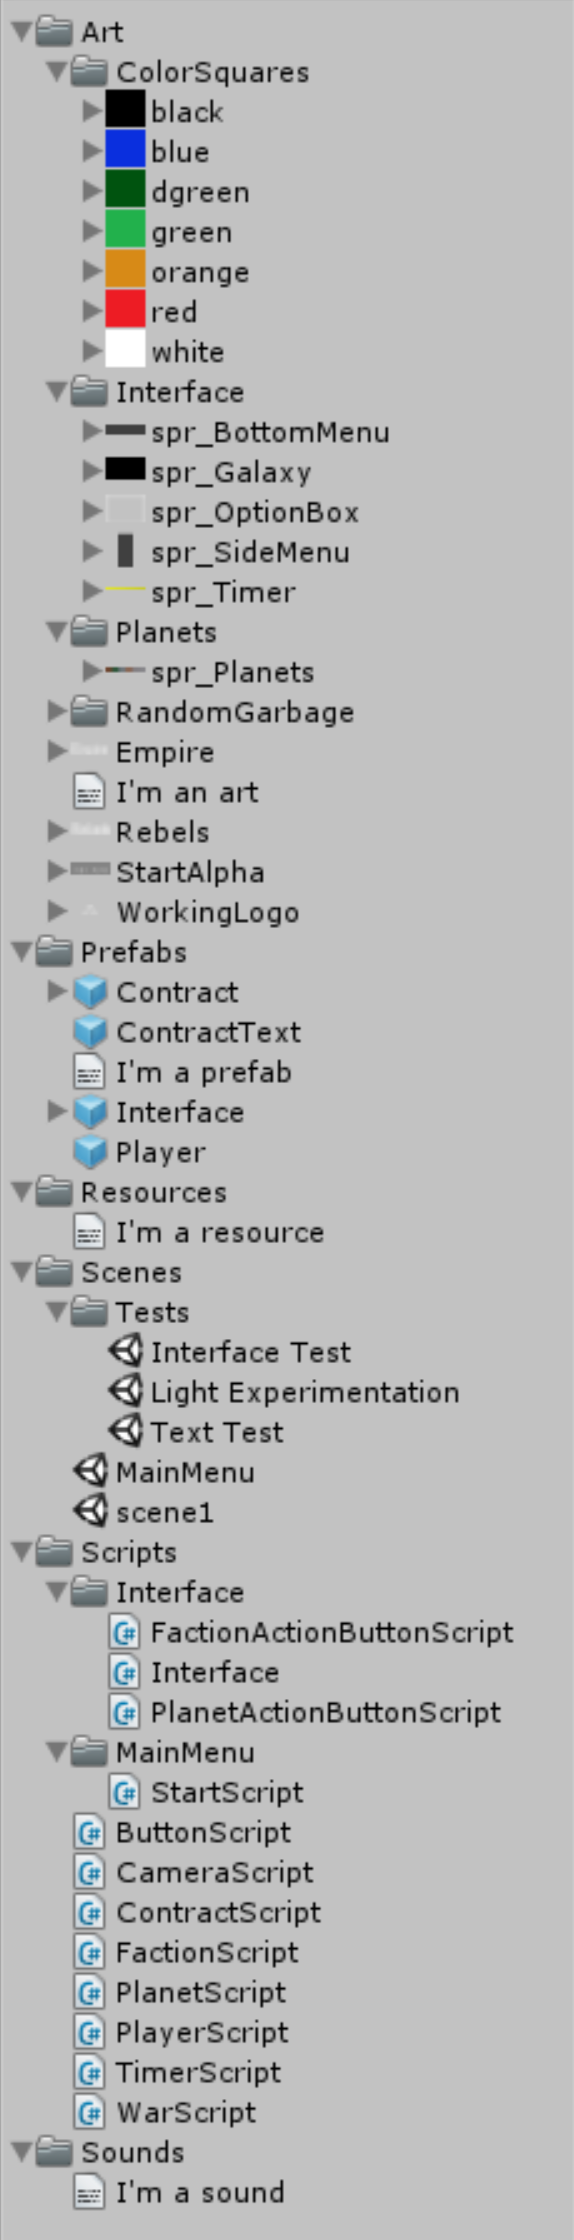 Art
ColorSquares
black
blue
dgreen
green
orange
red
white
Interface
spr_BottomMenu
spr_Galaxy
spr_OptionBox
spr_SideMenu
spr_Timer
Planets
spr_Planets
RandomGarbage
Empire
I'm an art
Rebels
StartAlpha
WorkingLogo
Prefabs
Contract
ContractText
I'm a prefab
Interface
Player
Resources
I'm a resource
Scenes
Tests
Interface Test
Light Experimentation
Text Test
MainMenu
scene1
Scripts
Interface
FactionActionButtonScript
Interface
PlanetActionButtonScript
MainMenu
StartScript
ButtonScript
CameraScript
ContractScript
FactionScript
PlanetScript
PlayerScript
TimerScript
WarScript
Sounds
I'm a sound